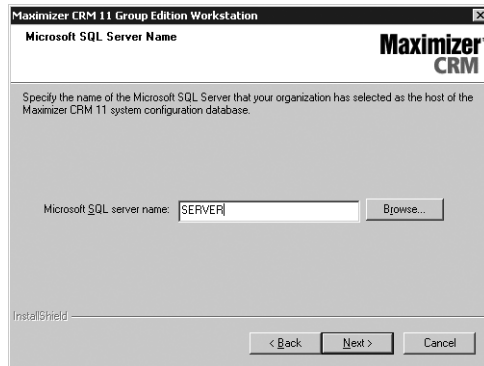 Maximizer CRM 11 Group Edition Workstation
Microsoft SQL Server Name
Maximizer
CRM
Specify the name of the Microsoft SQL Server that your organization has selected as the host of the
Maximizer CRM 11 system configuration database.
Microsoft SQL server name: SERVER Browse...
InstallShield
< Back Next > Cancel